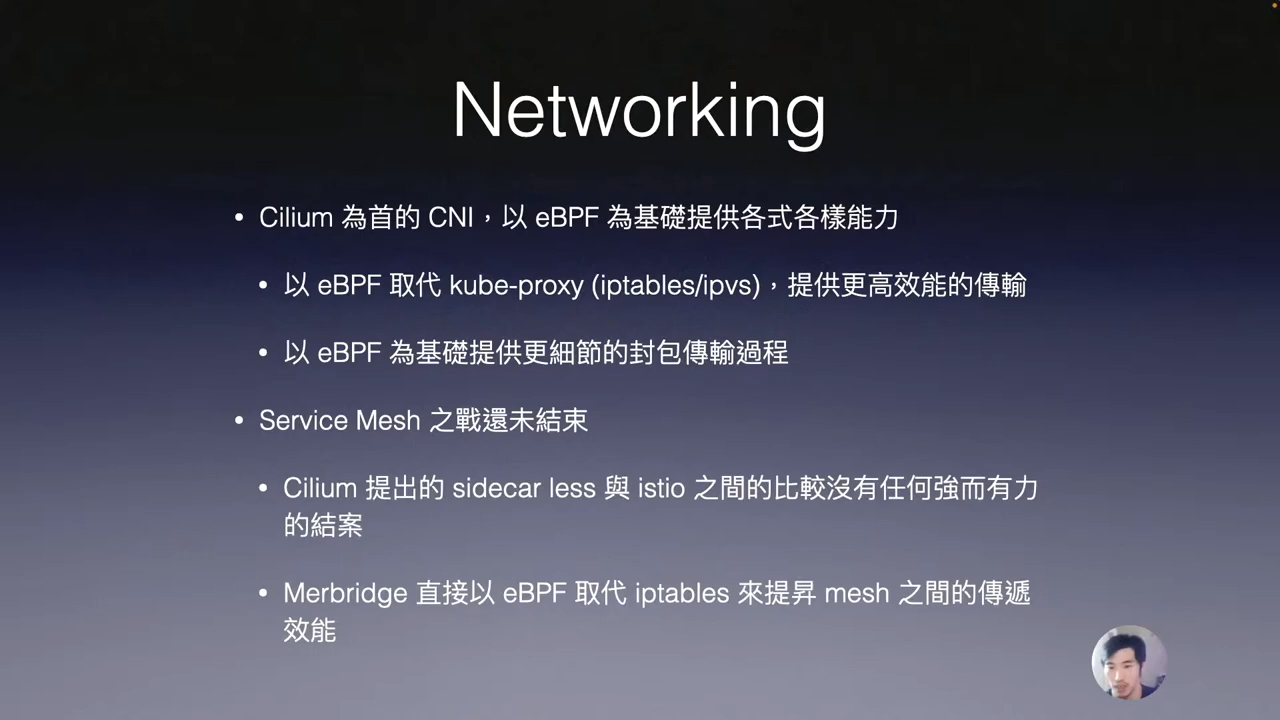 Networking
• Cilium 為首的 CNI，以 eBPF 為基礎提供各式各樣能力
• 以 eBPF 取代 kube-proxy (iptables/ipvs)，提供更高效能的傳輸
• 以 eBPF 為基礎提供更細節的封包傳輸過程
• Service Mesh 之戰還未結束
• Cilium 提出的 sidecar less 與 istio 之間的比較沒有任何強而有力
的結案
• Merbridge 直接以 eBPF 取代 iptables 來提昇 mesh 之間的傳遞
效能